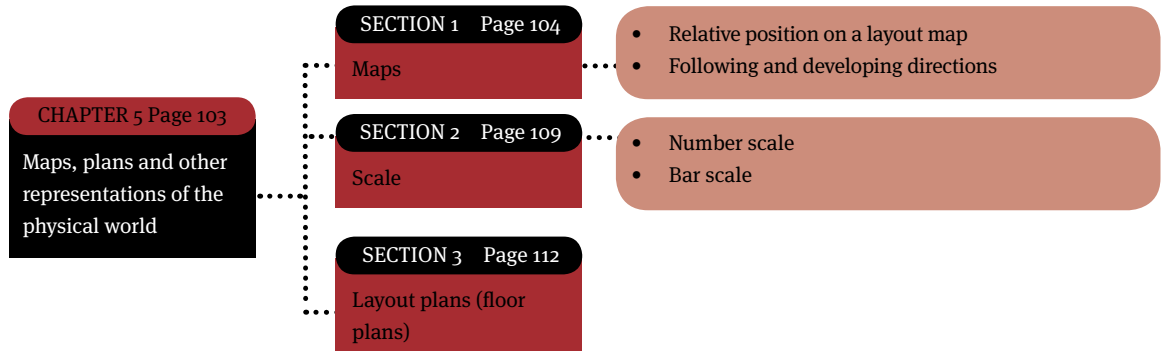 CHAPTER 5 Page 103
Maps, plans and other
representations of the
physical world
SECTION 1 Page 104
Maps
• Relative position on a layout map
• Following and developing directions
SECTION 2 Page 109
Scale
• Number scale
• Bar scale
SECTION 3 Page 112
Layout plans (floor
plans)